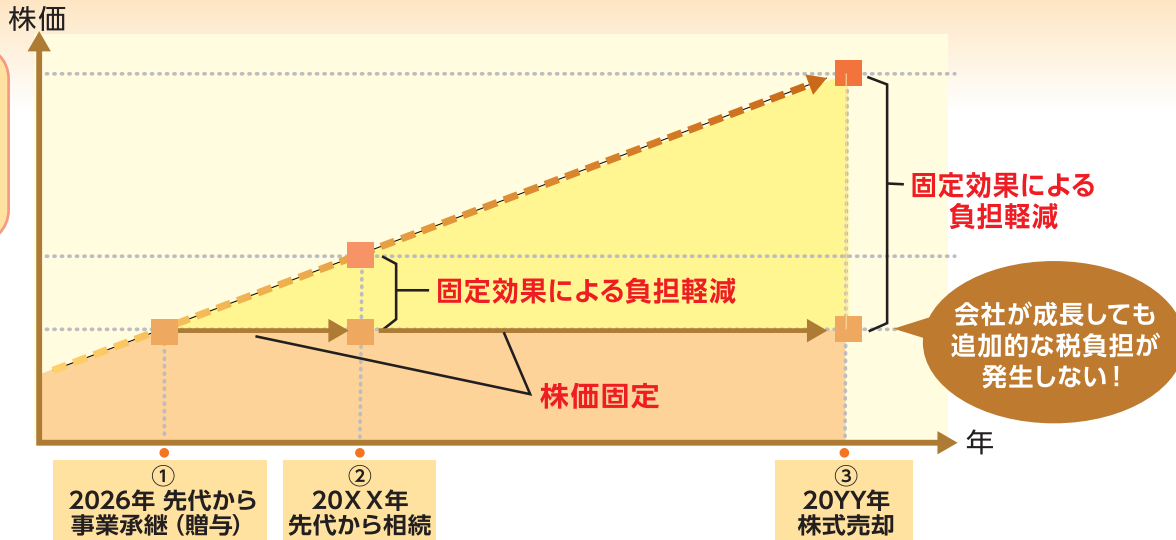 株価
固定効果による
負担軽減
固定効果による負担軽減
会社が成長しても
追加的な税負担が
発生しない！
株価固定
年
①
2026年 先代から
事業承継（贈与）
②
20ＸＸ年
先代から相続
③
20YY年
株式売却